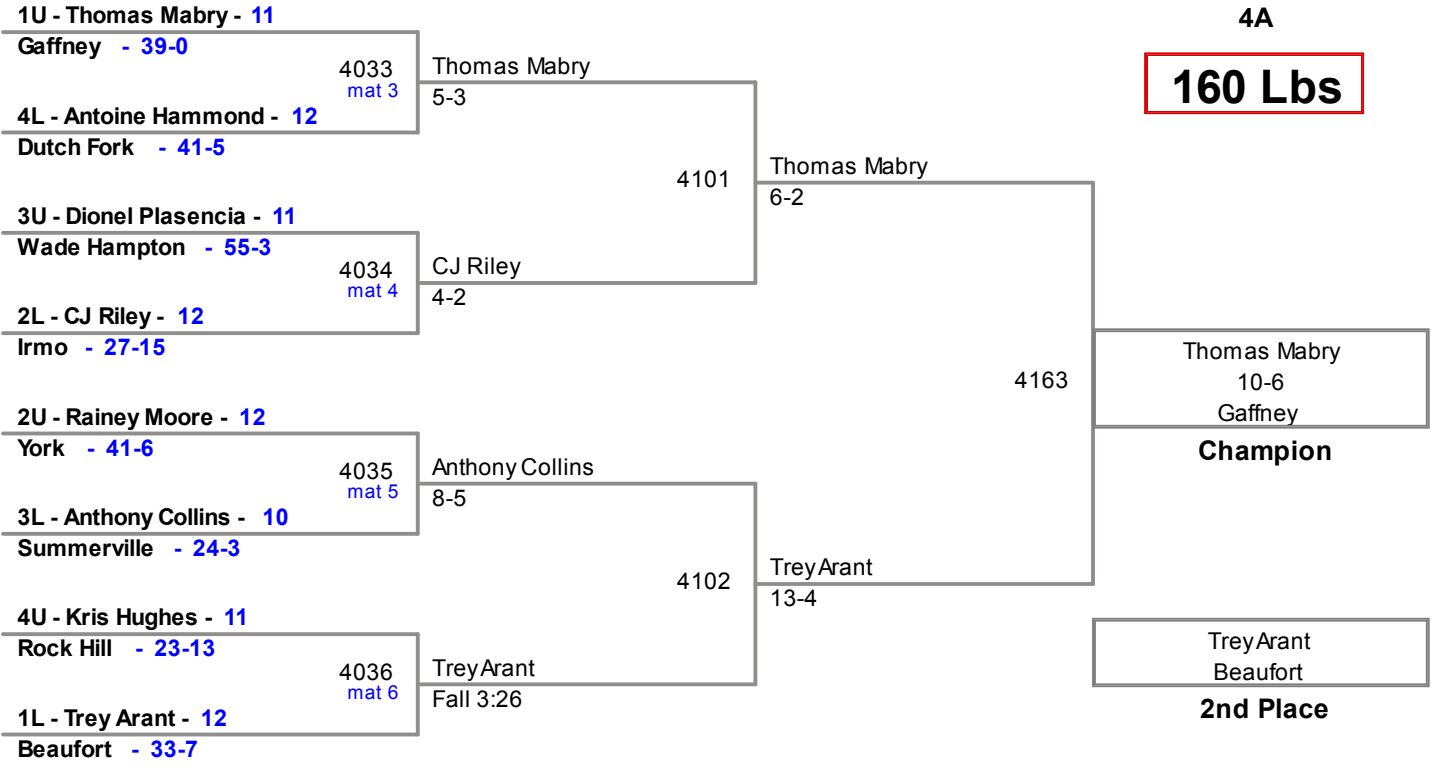 1U - Thomas Mabry - 11
Gaffney - 39-0
4033
mat 3
4L - Antoine Hammond - 12
Dutch Fork - 41-5
3U - Dionel Plasencia - 11
Wade Hampton - 55-3
4034
mat 4
2L - CJ Riley - 12
Irmo - 27-15
2U - Rainey Moore - 12
York - 41-6
4035
mat 5
3L - Anthony Collins - 10
Summerville - 24-3
4U - Kris Hughes - 11
Rock Hill - 23-13
4036
mat 6
1L - Trey Arant - 12
Beaufort - 33-7
Thomas Mabry
5-3
4101
CJ Riley
4-2
Anthony Collins
8-5
4102
Trey Arant
Fall 3:26
Thomas Mabry
6-2
4163
Trey Arant
13-4
4A
160 Lbs
Thomas Mabry
10-6
Gaffney
Champion
Trey Arant
Beaufort
2nd Place